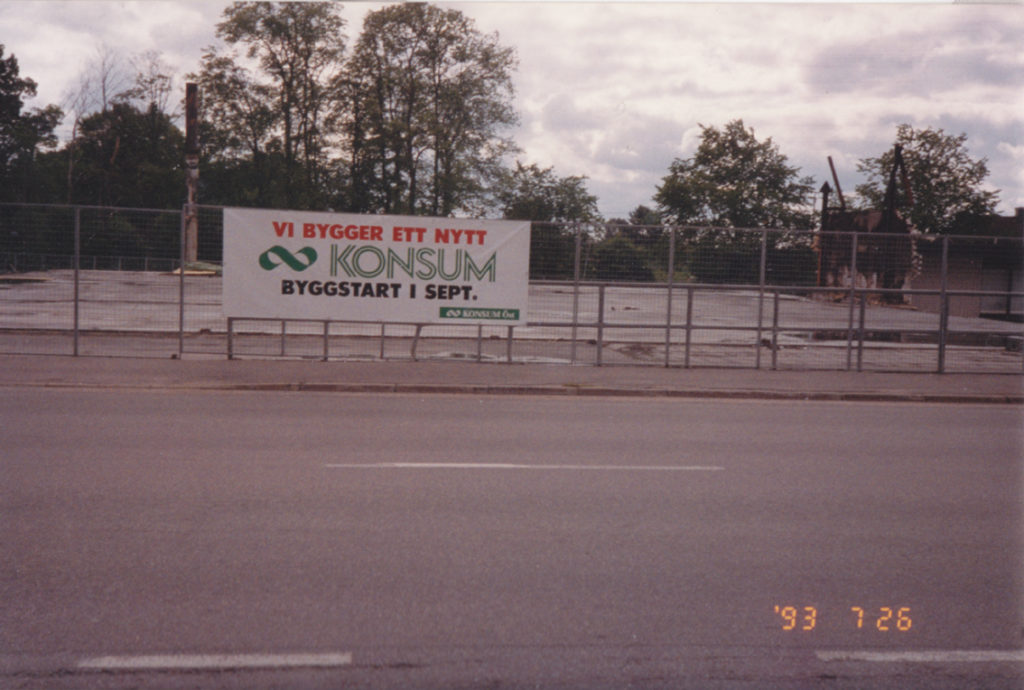 VI BYGGER ETT NYTT
KONSUM
BYGGSTART I SEPT.
KONSUM Öst
'93 7 26